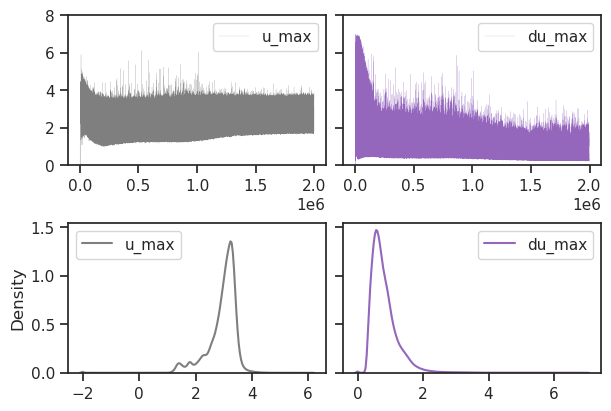 8
6
4
2
0
u_max
du_max
0.0 0.5 1.0 1.5 2.0
1e6
0.0 0.5 1.0 1.5 2.0
1e6
1.5
1.0
0.5
0.0
Density
u_max
du_max
−2 0 2 4 6
0 2 4 6